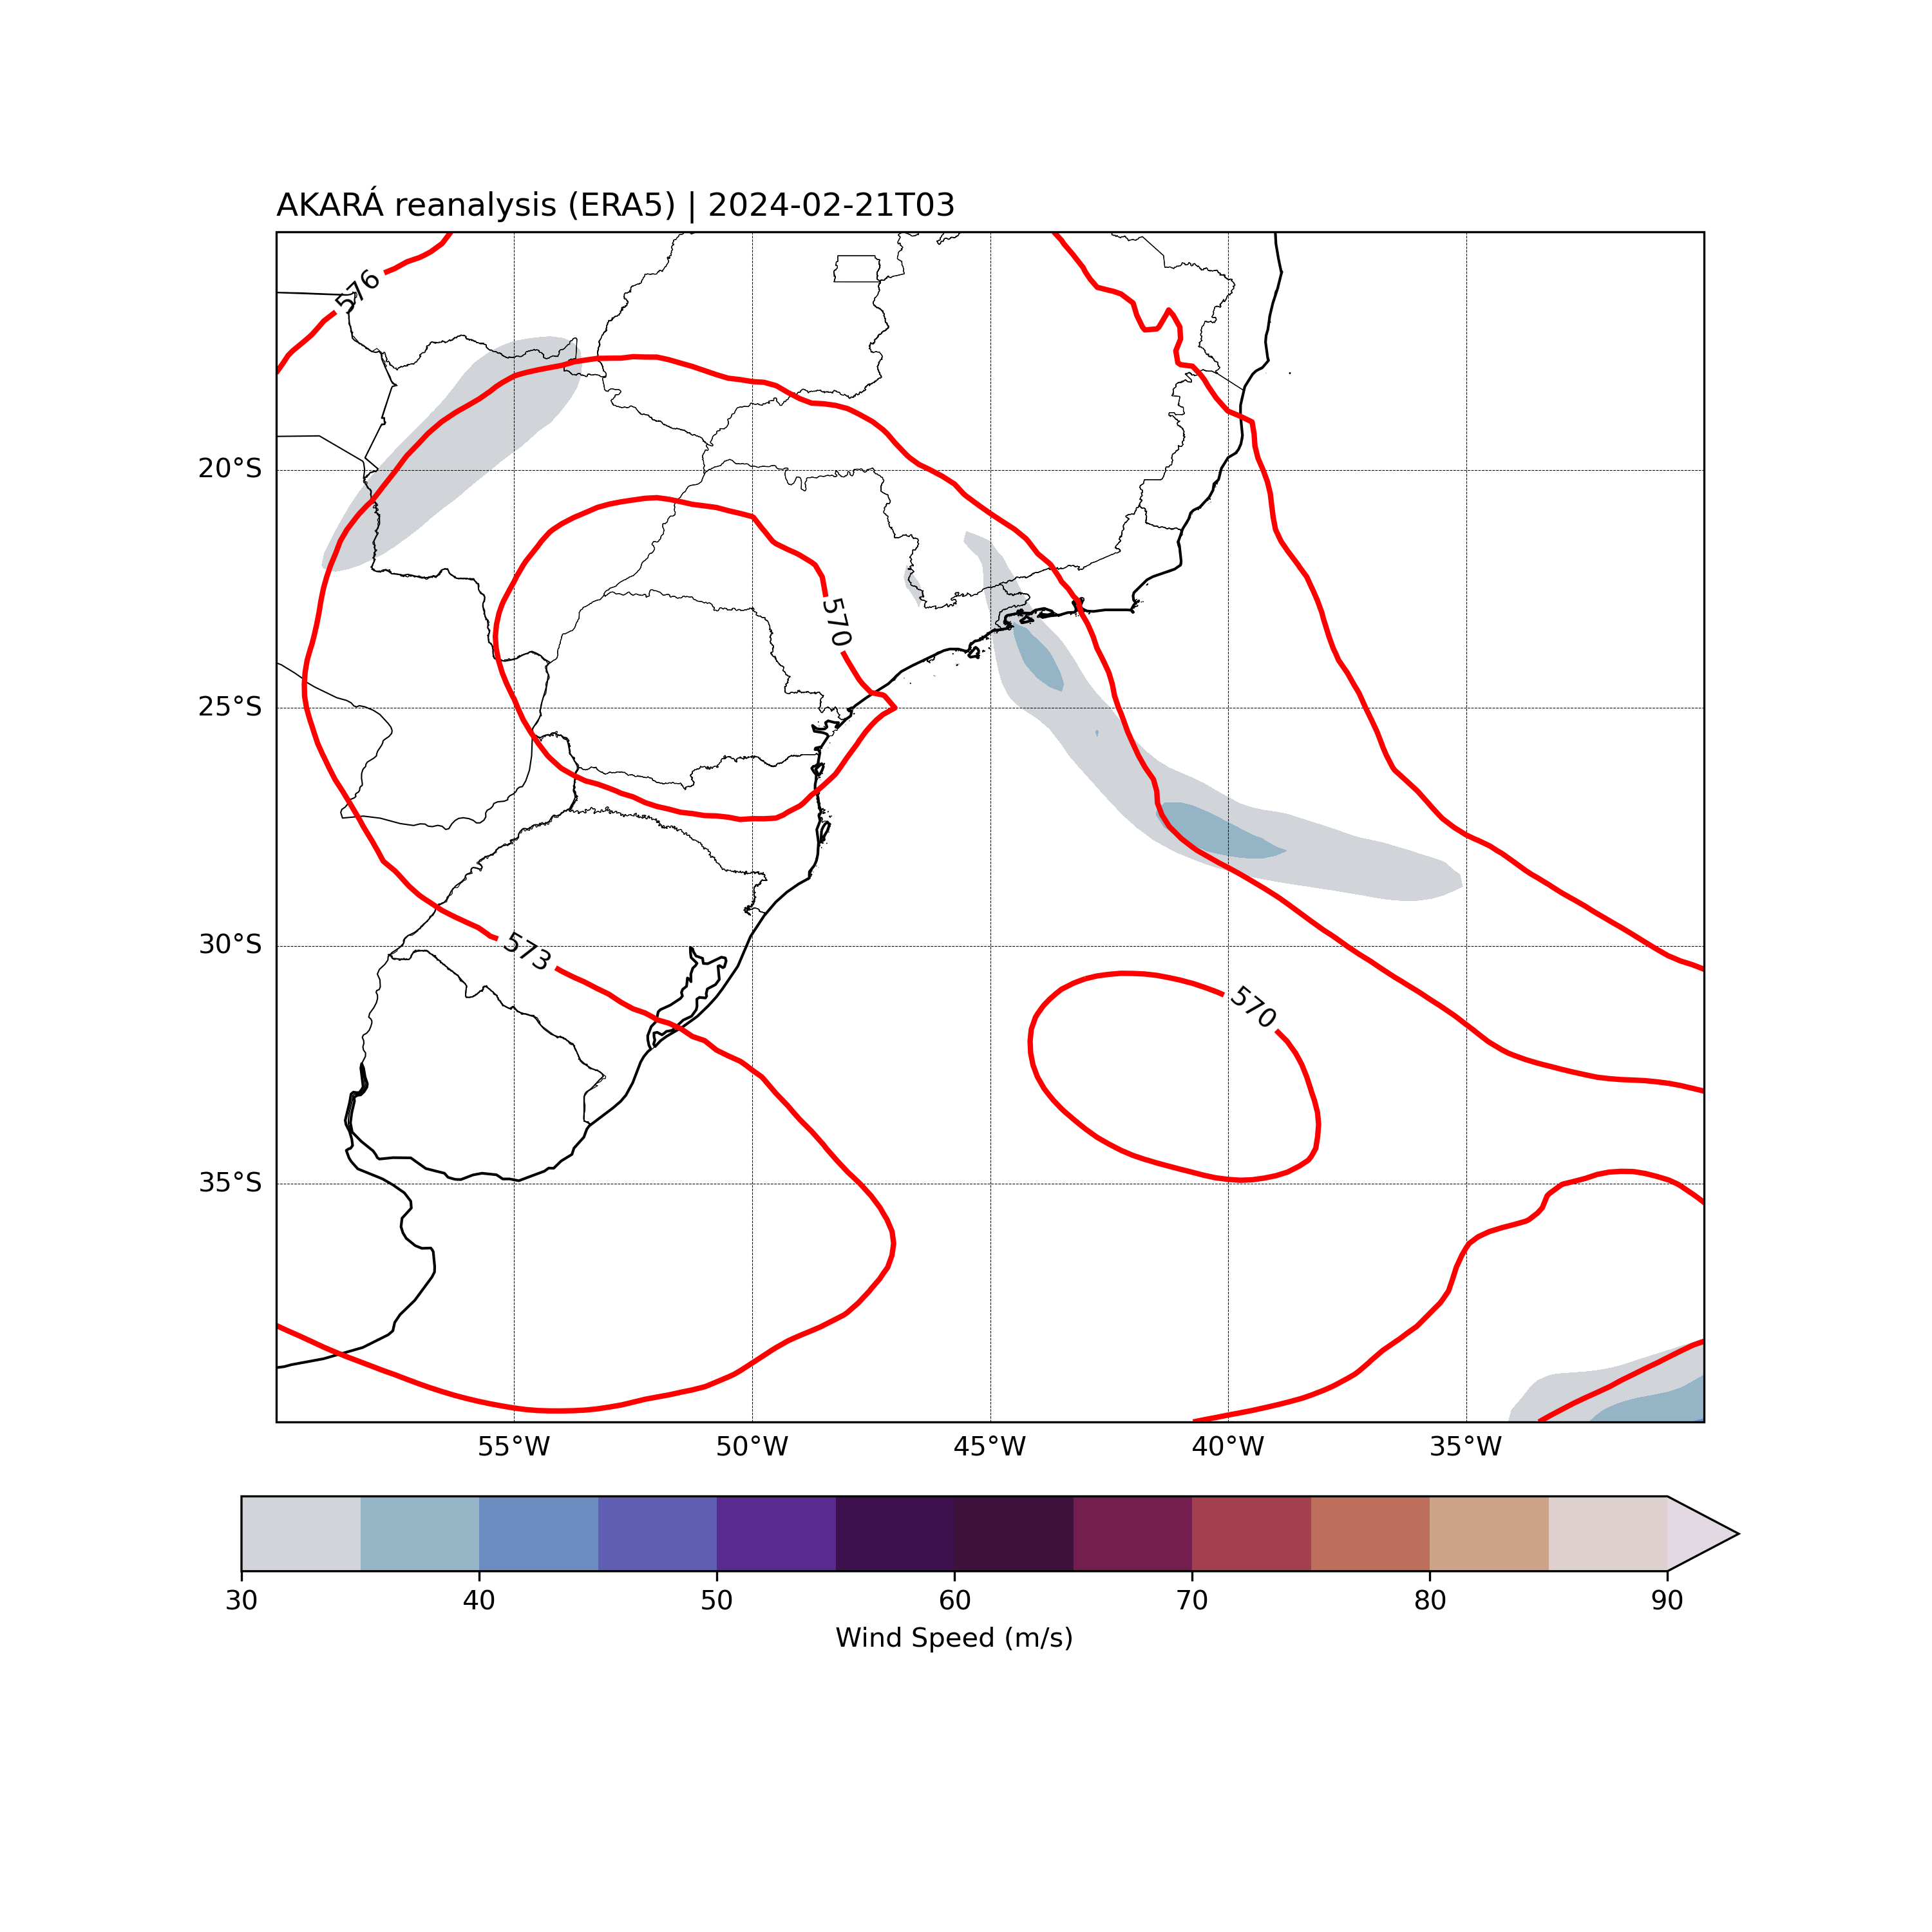 AKARÁ reanalysis (ERA5) | 2024-02-21T03
576
570
573
570
20°S
25°S
30°S
35°S
55°W 50°W 45°W 40°W 35°W
30 40 50 60 70 80 90
Wind Speed (m/s)